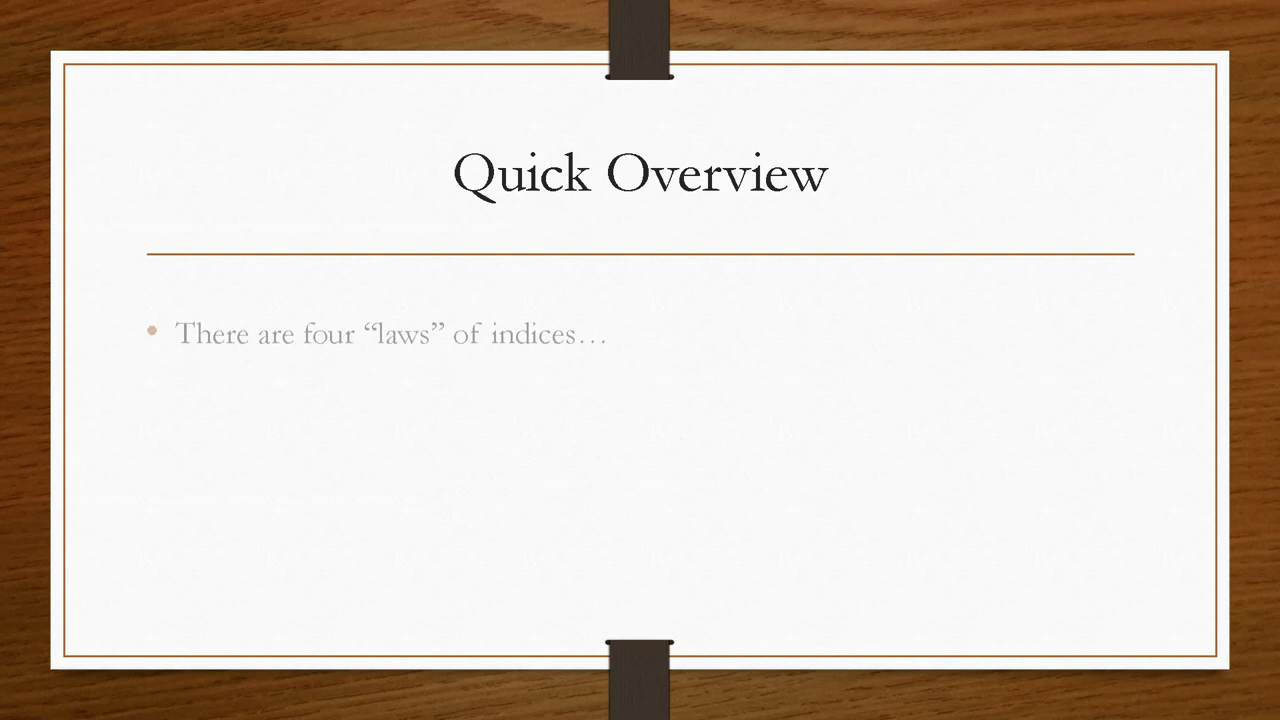 Quick Overview
• There are four “laws” of indices…